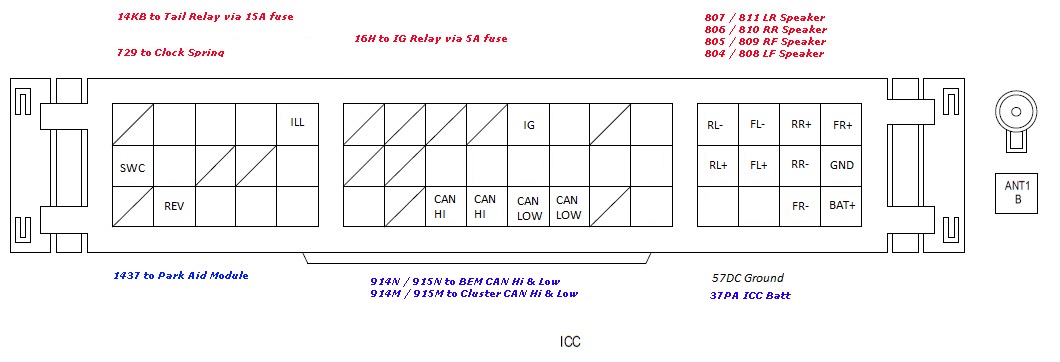 14KB to Tail Relay via 15A fuse
729 to Clock Spring
16H to IG Relay via 5A fuse
807 / 811 LR Speaker
806 / 810 RR Speaker
805 / 809 RF Speaker
804 / 808 LF Speaker
ILL
SWC
REV
IG
CAN HI
CAN HI
CAN LOW
CAN LOW
RL- FL- RR+ FR+
RL+ FL+ RR- GND
FR- BAT+
ANT1
B
1437 to Park Aid Module
914N / 915N to BEM CAN Hi & Low
914M / 915M to Cluster CAN Hi & Low
57DC Ground
37PA ICC Batt
ICC